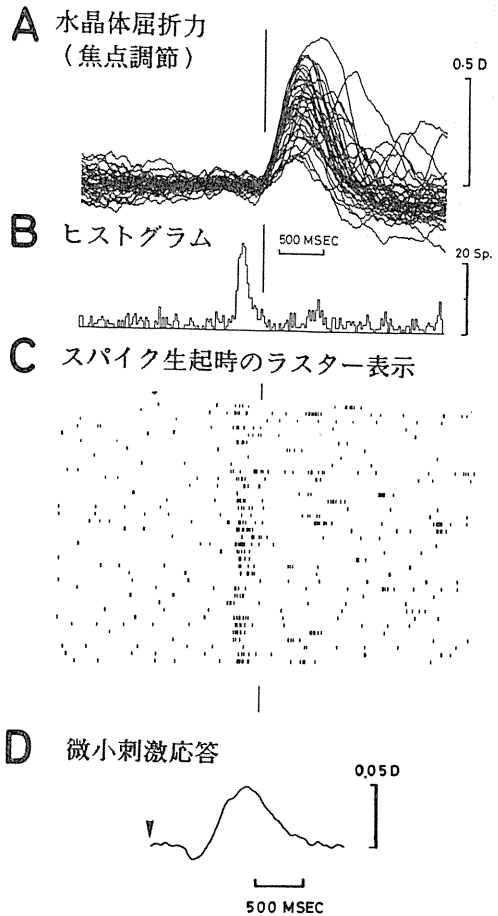 A 水晶体屈折力
（焦点調節）
0·5 D
B ヒストグラム
500 MSEC
20 Sp.
C スパイク生起時のラスター表示
D 微小刺激応答
0.05 D
500 MSEC